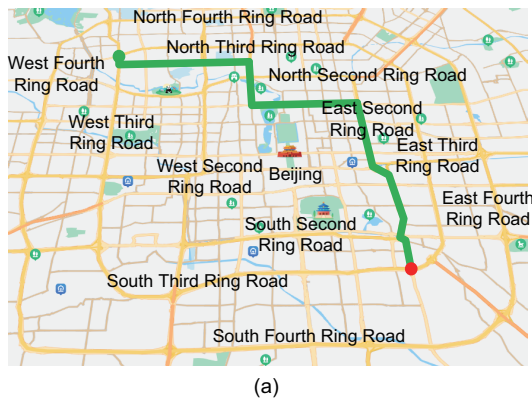 North Fourth Ring Road
North Third Ring Road
West Fourth
Ring Road
North Second Ring Road
West Third
Ring Road
East Second
Ring Road
East Third
Ring Road
West Second
Ring Road
Beijing
East Fourth
Ring Road
South Second
Ring Road
South Third Ring Road
South Fourth Ring Road
(a)